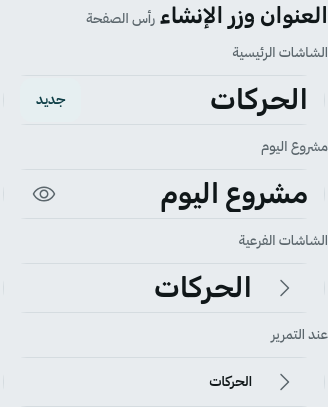 العنوان وزر الإنشاء رأس الصفحة
الشاشات الرئيسية
الحركات جديد
مشروع اليوم
مشروع اليوم
الشاشات الفرعية
الحركات
عند التمرير
الحركات